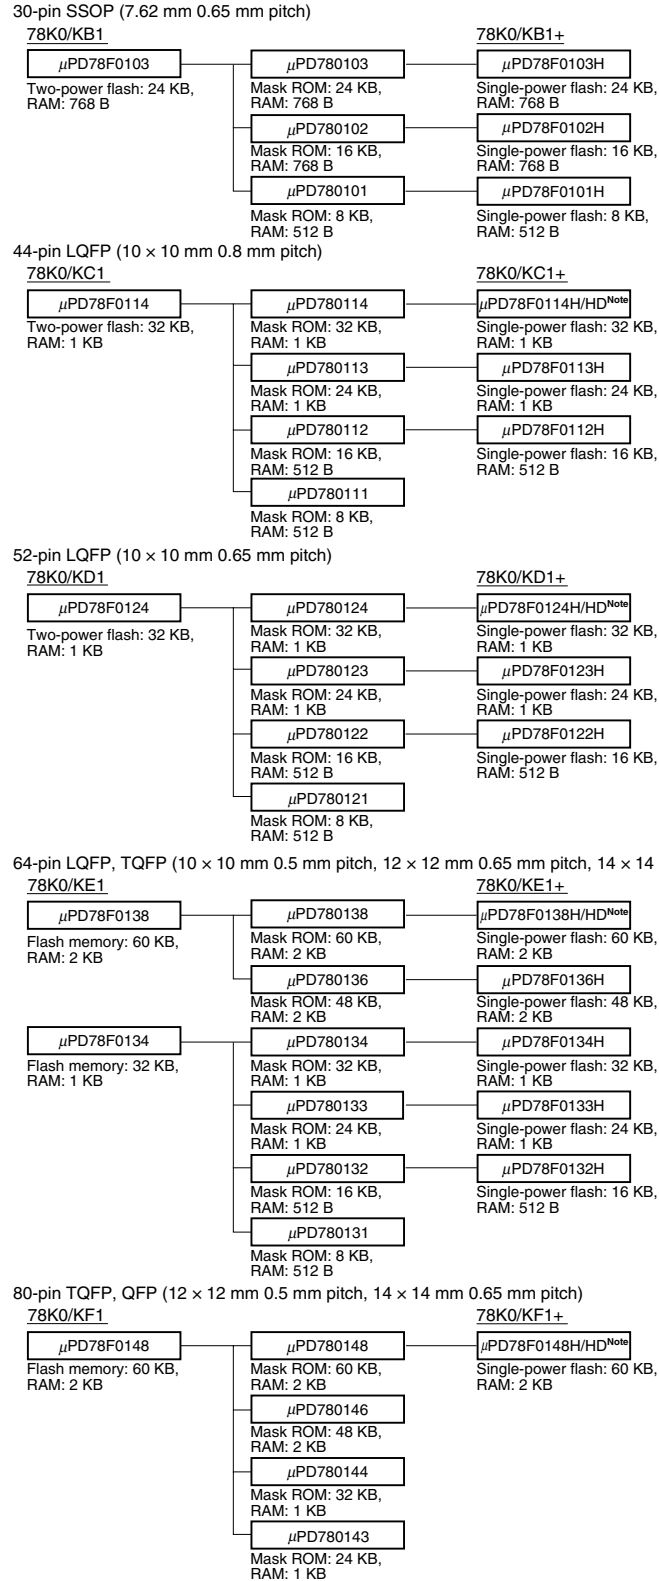 30-pin SSOP (7.62 mm 0.65 mm pitch)
78K0/KB1
78K0/KB1+
μPD78F0103
μPD780103
μPD78F0103H
Two-power flash: 24 KB,
RAM: 768 B
Mask ROM: 24 KB,
RAM: 768 B
Single-power flash: 24 KB,
RAM: 768 B
μPD780102
μPD78F0102H
Mask ROM: 16 KB,
RAM: 768 B
Single-power flash: 16 KB,
RAM: 768 B
μPD780101
μPD78F0101H
Mask ROM: 8 KB,
RAM: 512 B
Single-power flash: 8 KB,
RAM: 512 B
44-pin LQFP (10 × 10 mm 0.8 mm pitch)
78K0/KC1
78K0/KC1+
μPD78F0114
μPD780114
μPD78F0114H/HDNote
Two-power flash: 32 KB,
RAM: 1 KB
Mask ROM: 32 KB,
RAM: 1 KB
Single-power flash: 32 KB,
RAM: 1 KB
μPD780113
μPD78F0113H
Mask ROM: 24 KB,
RAM: 1 KB
Single-power flash: 24 KB,
RAM: 1 KB
μPD780112
μPD78F0112H
Mask ROM: 16 KB,
RAM: 512 B
Single-power flash: 16 KB,
RAM: 512 B
μPD780111
Mask ROM: 8 KB,
RAM: 512 B
52-pin LQFP (10 × 10 mm 0.65 mm pitch)
78K0/KD1
78K0/KD1+
μPD78F0124
μPD780124
μPD78F0124H/HDNote
Two-power flash: 32 KB,
RAM: 1 KB
Mask ROM: 32 KB,
RAM: 1 KB
Single-power flash: 32 KB,
RAM: 1 KB
μPD780123
μPD78F0123H
Mask ROM: 24 KB,
RAM: 1 KB
Single-power flash: 24 KB,
RAM: 1 KB
μPD780122
μPD78F0122H
Mask ROM: 16 KB,
RAM: 512 B
Single-power flash: 16 KB,
RAM: 512 B
μPD780121
Mask ROM: 8 KB,
RAM: 512 B
64-pin LQFP, TQFP (10 × 10 mm 0.5 mm pitch, 12 × 12 mm 0.65 mm pitch, 14 × 14
78K0/KE1
78K0/KE1+
μPD78F0138
μPD780138
μPD78F0138H/HDNote
Flash memory: 60 KB,
RAM: 2 KB
Mask ROM: 60 KB,
RAM: 2 KB
Single-power flash: 60 KB,
RAM: 2 KB
μPD780136
μPD78F0136H
Mask ROM: 48 KB,
RAM: 2 KB
Single-power flash: 48 KB,
RAM: 2 KB
μPD78F0134
μPD780134
μPD78F0134H
Flash memory: 32 KB,
RAM: 1 KB
Mask ROM: 32 KB,
RAM: 1 KB
Single-power flash: 32 KB,
RAM: 1 KB
μPD780133
μPD78F0133H
Mask ROM: 24 KB,
RAM: 1 KB
Single-power flash: 24 KB,
RAM: 1 KB
μPD780132
μPD78F0132H
Mask ROM: 16 KB,
RAM: 512 B
Single-power flash: 16 KB,
RAM: 512 B
μPD780131
Mask ROM: 8 KB,
RAM: 512 B
80-pin TQFP, QFP (12 × 12 mm 0.5 mm pitch, 14 × 14 mm 0.65 mm pitch)
78K0/KF1
78K0/KF1+
μPD78F0148
μPD780148
μPD78F0148H/HDNote
Flash memory: 60 KB,
RAM: 2 KB
Mask ROM: 60 KB,
RAM: 2 KB
Single-power flash: 60 KB,
RAM: 2 KB
μPD780146
Mask ROM: 48 KB,
RAM: 2 KB
μPD780144
Mask ROM: 32 KB,
RAM: 1 KB
μPD780143
Mask ROM: 24 KB,
RAM: 1 KB